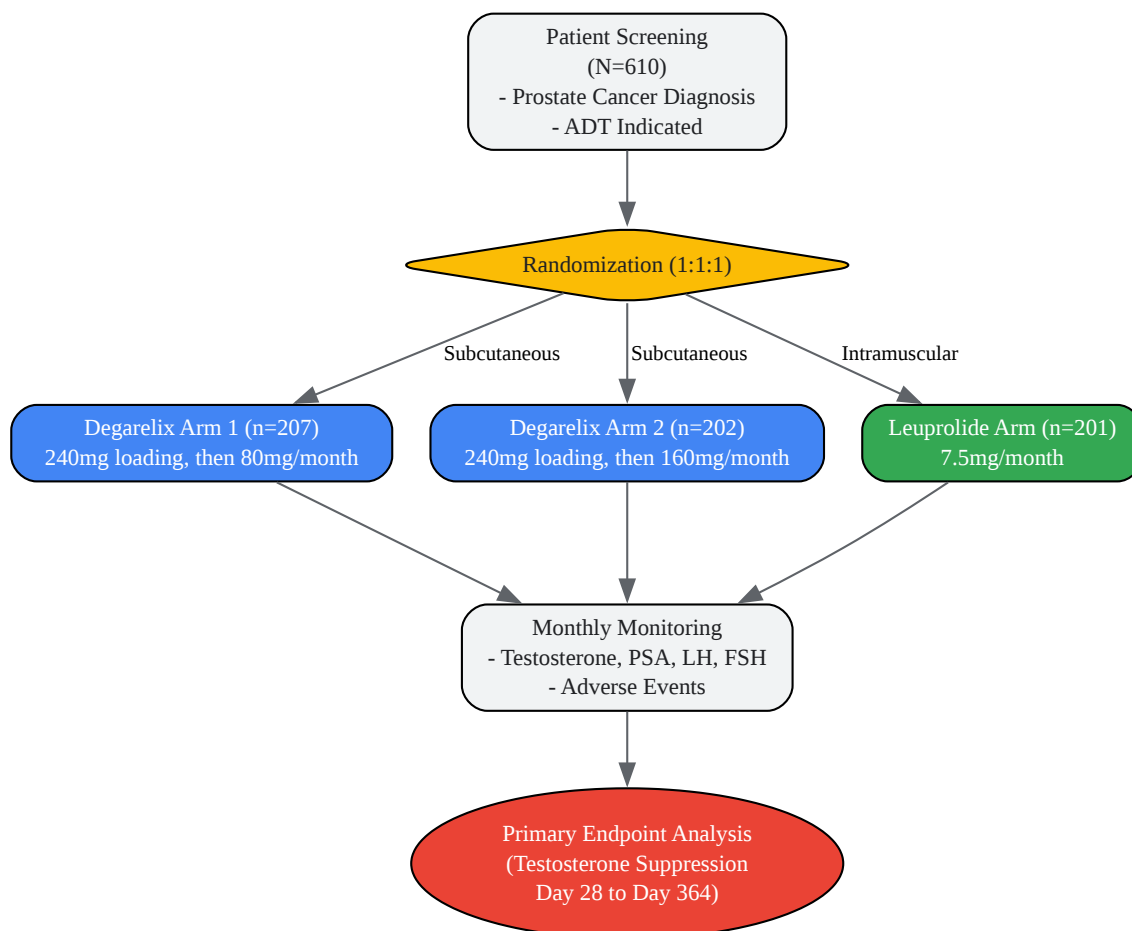 Patient Screening
(N=610)
- Prostate Cancer Diagnosis
- ADT Indicated
Randomization (1:1:1)
Subcutaneous
Subcutaneous
Intramuscular
Degarelix Arm 1 (n=207)
240mg loading, then 80mg/month
Degarelix Arm 2 (n=202)
240mg loading, then 160mg/month
Leuprolide Arm (n=201)
7.5mg/month
Monthly Monitoring
- Testosterone, PSA, LH, FSH
- Adverse Events
Primary Endpoint Analysis
(Testosterone Suppression
Day 28 to Day 364)